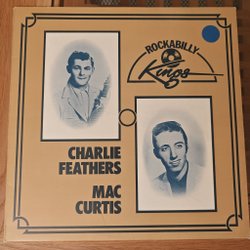 ROCKABILLY
Kings
CHARLIE
FEATHERS
MAC
CURTIS